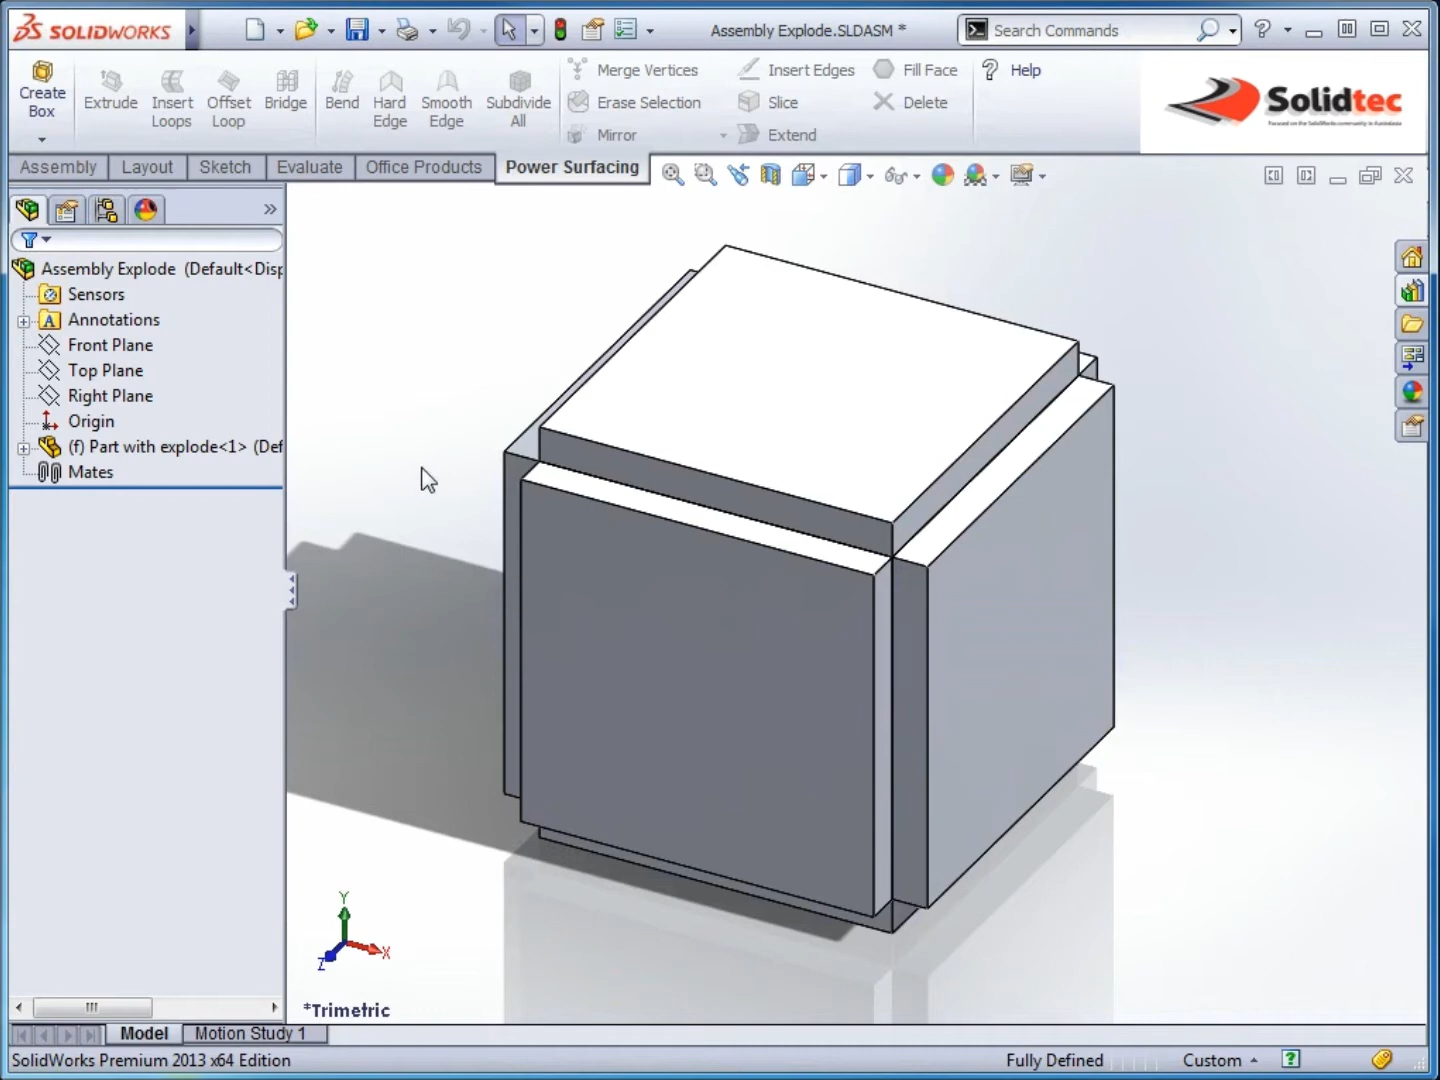 SOLIDWORKS
Assembly Explode.SLDASM *
Search Commands
Create Box
Extrude
Insert Loops
Offset Loop
Bridge
Bend
Hard Edge
Smooth Edge
Subdivide All
Merge Vertices
Erase Selection
Mirror
Insert Edges
Slice
Extend
Fill Face
Delete
Help
Solidtec
Assembly
Layout
Sketch
Evaluate
Office Products
Power Surfacing
Assembly Explode (Default<Disp
Sensors
Annotations
Front Plane
Top Plane
Right Plane
Origin
(f) Part with explode<1> (Def
Mates
Y
X
Z
*Trimetric
Model
Motion Study 1
SolidWorks Premium 2013 x64 Edition
Fully Defined
Custom